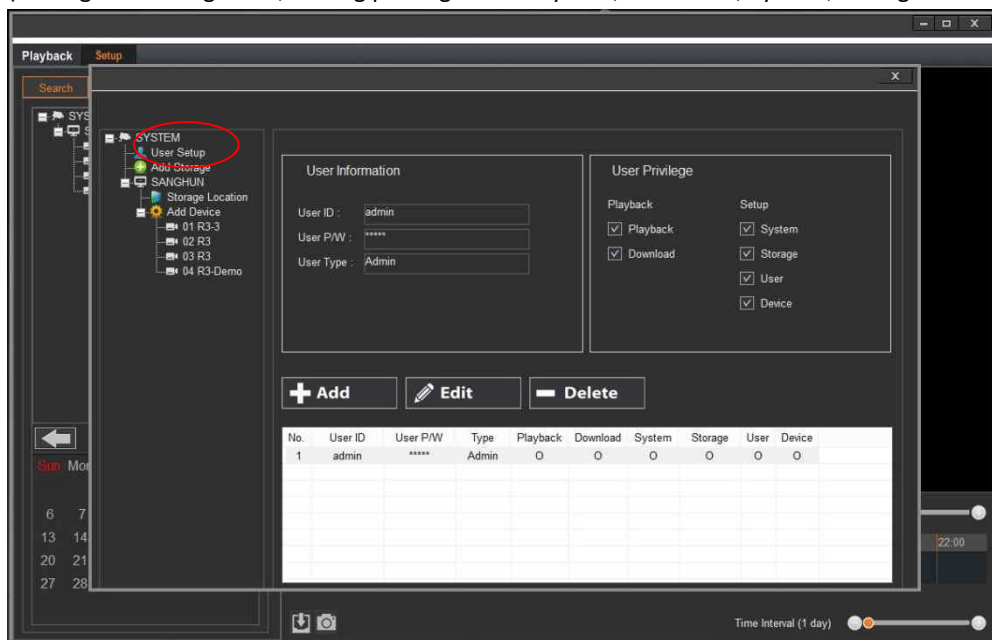 Playback Setup
Search
X
SYS
SYSTEM
User Setup
Add Storage
SANGHUN
Storage Location
Add Device
01 R3-3
02 R3
03 R3
04 R3-Demo
User Information
User ID : admin
User P/W : *****
User Type : Admin
User Privilege
Playback Setup
Playback System
Download Storage
User
Device
Add Edit Delete
No. User ID User P/W Type Playback Download System Storage User Device
1 admin ***** Admin O O O O O O
Sun Mon
6 7
13 14
20 21
27 28
22:00
Time Interval (1 day)